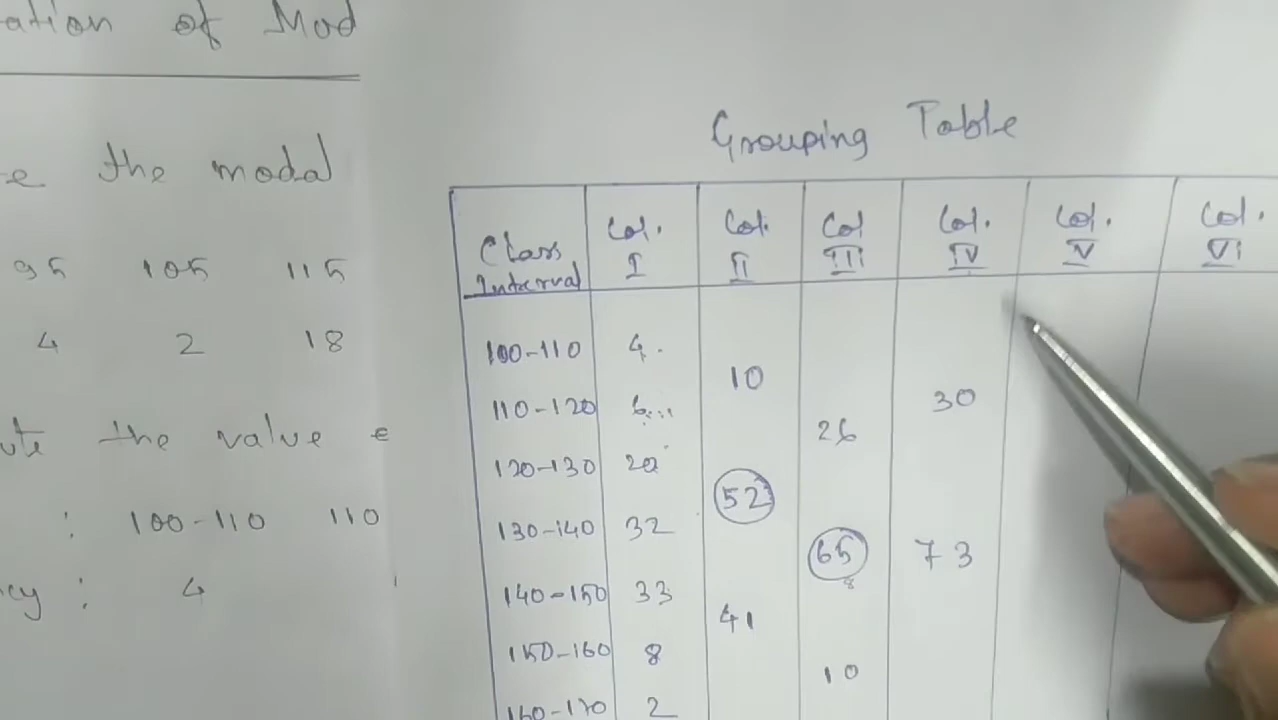 ation of Mod
e the modal
95 105 115
4 2 18
ute the value
: 100-110 110
cy : 4
Grouping Table
Class Interval Col. I Col. II Col III Col. IV Col. V Col. VI
100-110 4
10
110-120 6
30
26
120-130 20
52
130-140 32
65 73
140-150 33
41
150-160 8
10
160-170 2